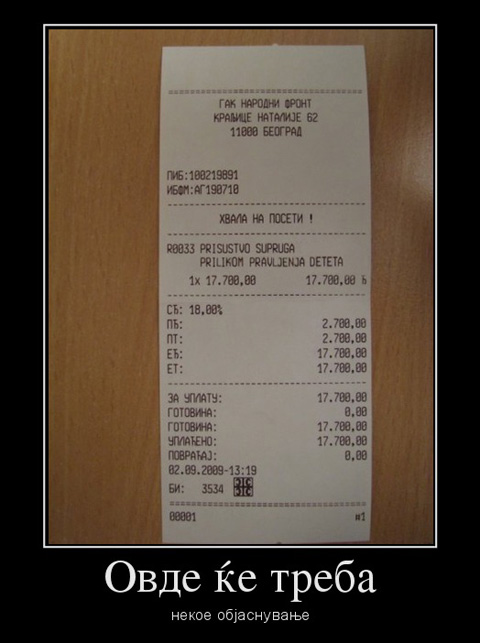 ГАК НАРОДНИ ФРОНТ
КРАЉИЦЕ НАТАЛИЈЕ 62
11000 БЕОГРАД
ПИБ:100219891
ИБФМ:АГ190710
ХВАЛА НА ПОСЕТИ !
R0033 PRISUSTVO SUPRUGA
PRILIKOM PRAVLJENJA DETETA
1x 17.700,00 17.700,00 Ђ
СЂ: 18,00%
ПЂ: 2.700,00
ПТ: 2.700,00
ЕЂ: 17.700,00
ЕТ: 17.700,00
ЗА УПЛАТУ: 17.700,00
ГОТОВИНА: 0,00
ГОТОВИНА: 17.700,00
УПЛАЋЕНО: 17.700,00
ПОВРАЋАЈ: 0,00
02.09.2009-13:19
БИ: 3534
00001 #1
Овде ќе треба
некое објаснување